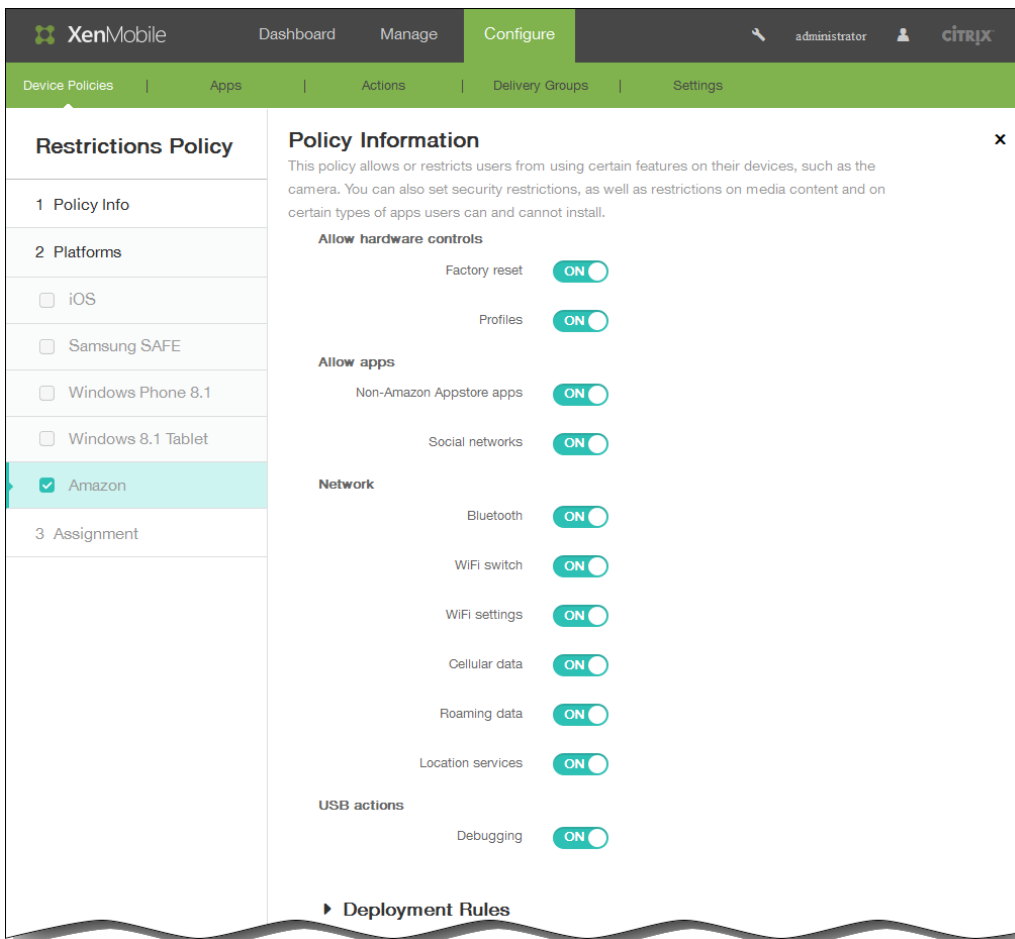 XenMobile Dashboard Manage Configure administrator CİTRIX
Device Policies | Apps | Actions | Delivery Groups | Settings
Restrictions Policy
1 Policy Info
2 Platforms
iOS
Samsung SAFE
Windows Phone 8.1
Windows 8.1 Tablet
Amazon
3 Assignment
Policy Information
This policy allows or restricts users from using certain features on their devices, such as the
camera. You can also set security restrictions, as well as restrictions on media content and on
certain types of apps users can and cannot install.
Allow hardware controls
Factory reset ON
Profiles ON
Allow apps
Non-Amazon Appstore apps ON
Social networks ON
Network
Bluetooth ON
WiFi switch ON
WiFi settings ON
Cellular data ON
Roaming data ON
Location services ON
USB actions
Debugging ON
Deployment Rules